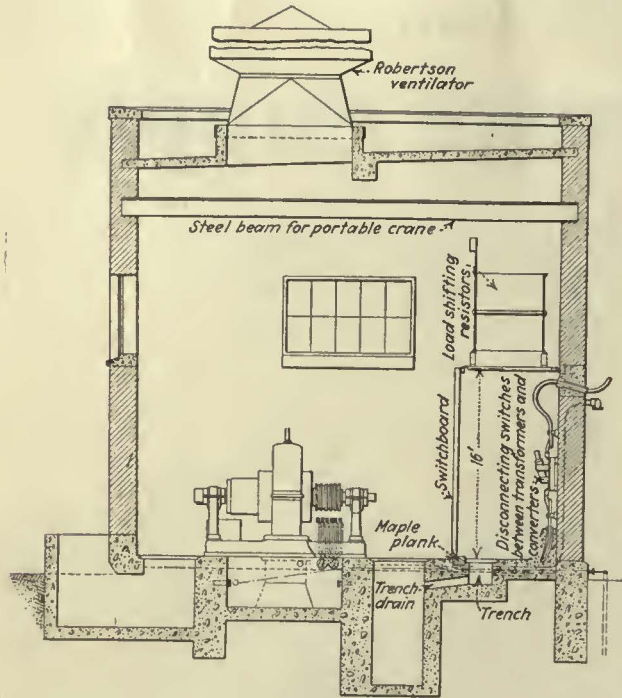 Robertson
ventilator
Steel beam for portable crane
Load shifting
resistors,
Switchboard
16'
Disconnecting switches
between transformers and
converters
Maple
plank
Trench
drain
Trench